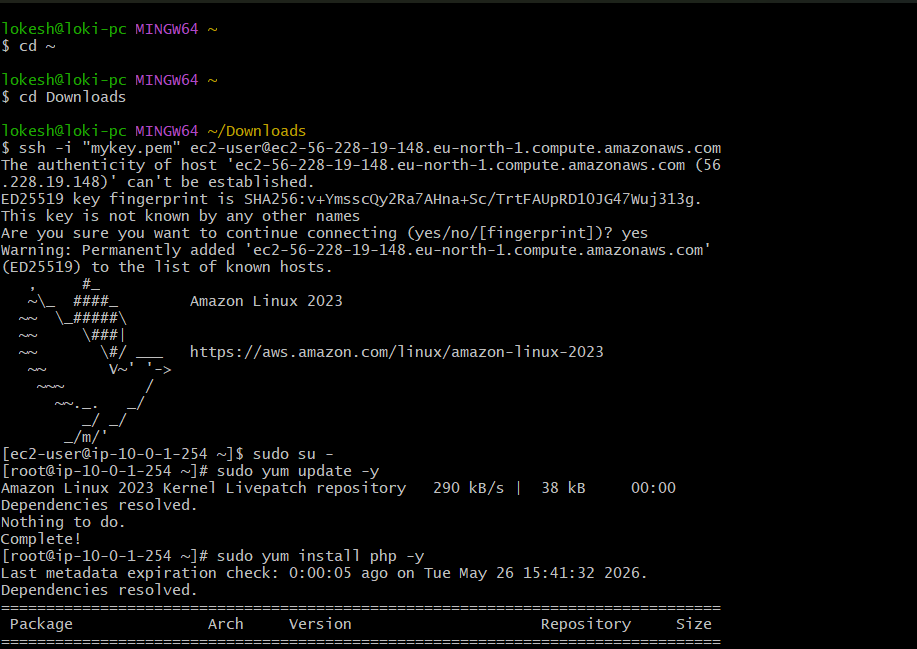 lokesh@loki-pc MINGW64 ~
$ cd ~

lokesh@loki-pc MINGW64 ~
$ cd Downloads

lokesh@loki-pc MINGW64 ~/Downloads
$ ssh -i "mykey.pem" ec2-user@ec2-56-228-19-148.eu-north-1.compute.amazonaws.com
The authenticity of host 'ec2-56-228-19-148.eu-north-1.compute.amazonaws.com (56
.228.19.148)' can't be established.
ED25519 key fingerprint is SHA256:v+YmsscQy2Ra7AHna+Sc/TrtFAUpRD1OJG47Wuj313g.
This key is not known by any other names
Are you sure you want to continue connecting (yes/no/[fingerprint])? yes
Warning: Permanently added 'ec2-56-228-19-148.eu-north-1.compute.amazonaws.com'
(ED25519) to the list of known hosts.
   ,     #_
   ~\_  ####_        Amazon Linux 2023
  ~~  \_#####\
  ~~     \###|
  ~~       \#/ ___   https://aws.amazon.com/linux/amazon-linux-2023
   ~~       V~' '->
    ~~~         /
      ~~._.   _/
         _/ _/
       _/m/'
[ec2-user@ip-10-0-1-254 ~]$ sudo su -
[root@ip-10-0-1-254 ~]# sudo yum update -y
Amazon Linux 2023 Kernel Livepatch repository   290 kB/s |  38 kB     00:00
Dependencies resolved.
Nothing to do.
Complete!
[root@ip-10-0-1-254 ~]# sudo yum install php -y
Last metadata expiration check: 0:00:05 ago on Tue May 26 15:41:32 2026.
Dependencies resolved.
================================================================================
 Package               Arch     Version                     Repository     Size
================================================================================